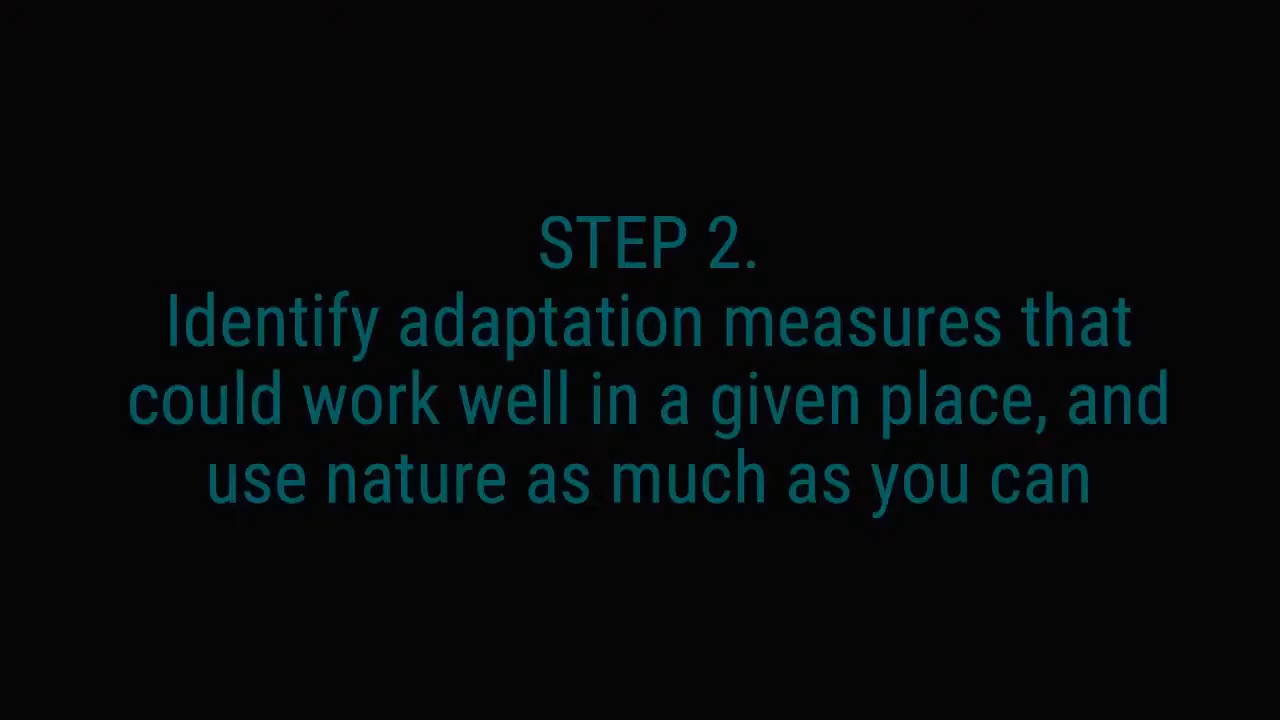 STEP 2.
Identify adaptation measures that
could work well in a given place, and
use nature as much as you can